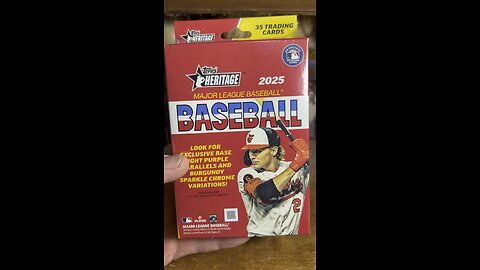 35 TRADING
CARDS
Topps
HERITAGE
Topps
HERITAGE
2025
MAJOR LEAGUE BASEBALL®
BASEBALL
LOOK FOR
EXCLUSIVE BASE
LIGHT PURPLE
PARALLELS AND
BURGUNDY
SPARKLE CHROME
VARIATIONS!
2
MAJOR LEAGUE BASEBALL®